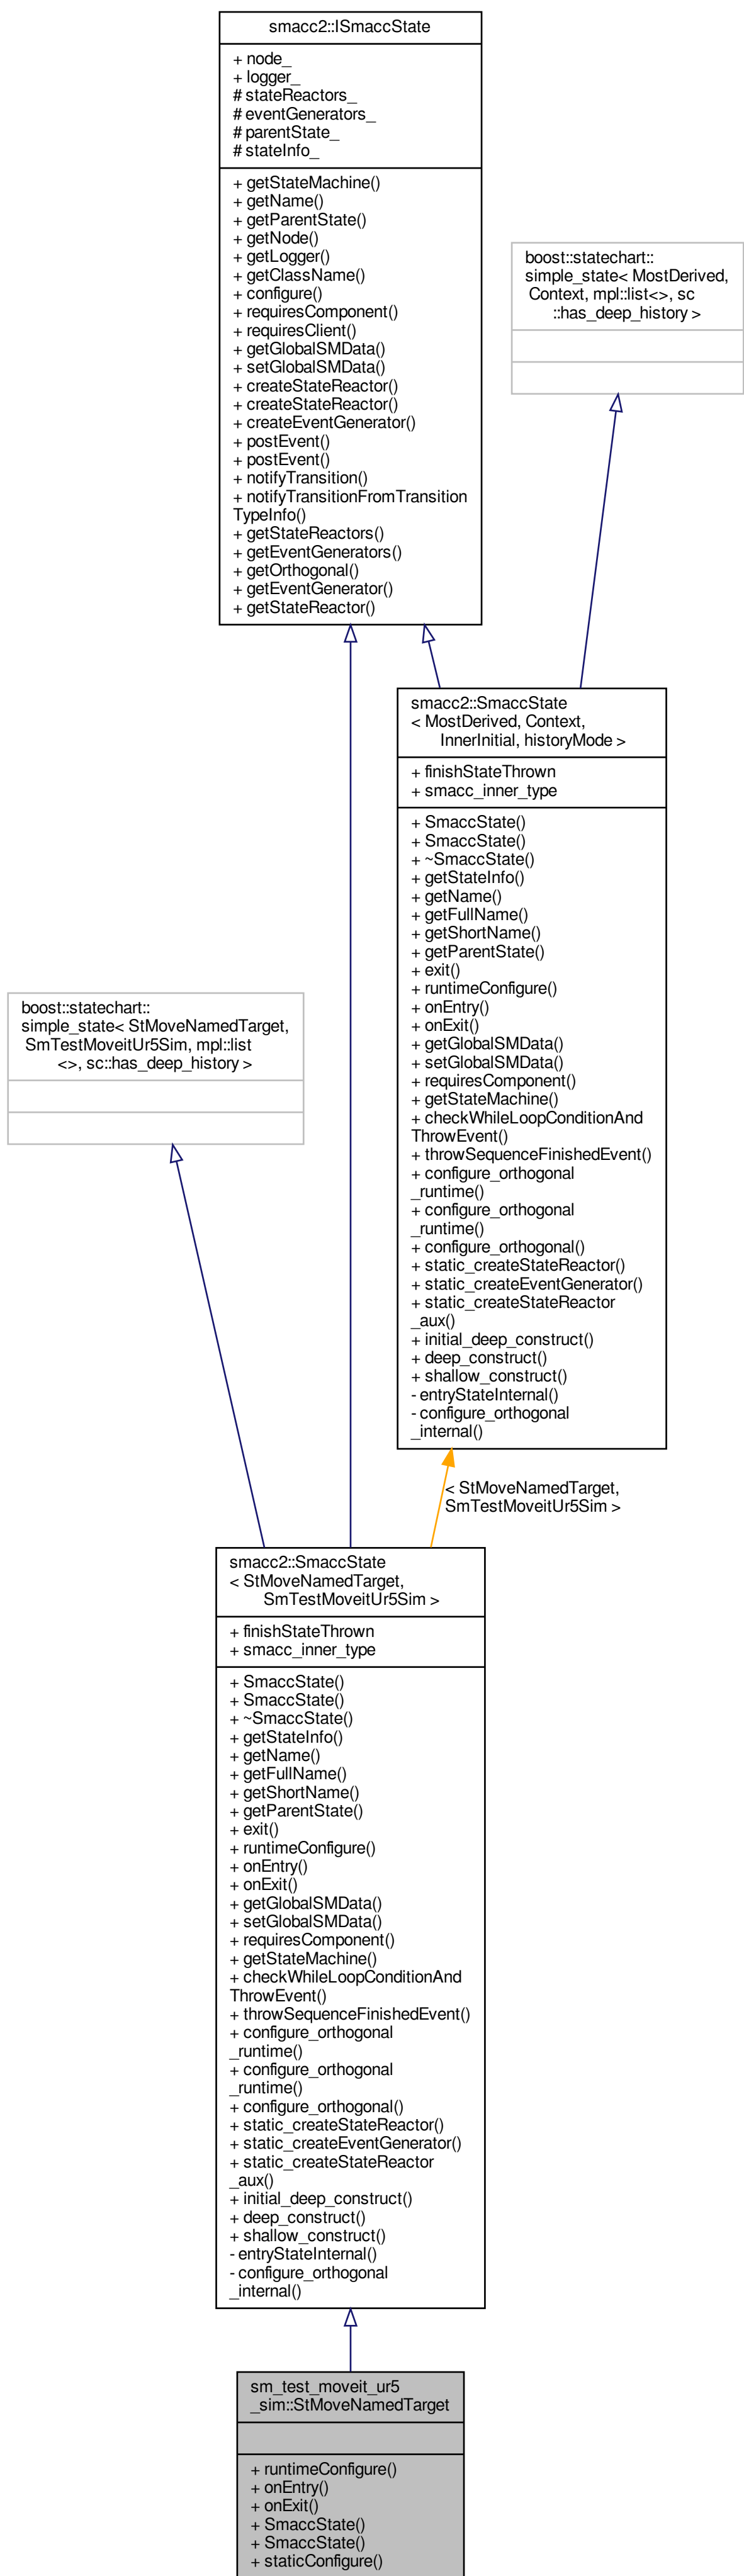 smacc2::ISmaccState
+ node_
+ logger_
# stateReactors_
# eventGenerators_
# parentState_
# stateInfo_
+ getStateMachine()
+ getName()
+ getParentState()
+ getNode()
+ getLogger()
+ getClassName()
+ configure()
+ requiresComponent()
+ requiresClient()
+ getGlobalSMData()
+ setGlobalSMData()
+ createStateReactor()
+ createStateReactor()
+ createEventGenerator()
+ postEvent()
+ postEvent()
+ notifyTransition()
+ notifyTransitionFromTransition
TypeInfo()
+ getStateReactors()
+ getEventGenerators()
+ getOrthogonal()
+ getEventGenerator()
+ getStateReactor()
boost::statechart::
simple_state< MostDerived,
Context, mpl::list<>, sc
::has_deep_history >
smacc2::SmaccState
< MostDerived, Context,
InnerInitial, historyMode >
+ finishStateThrown
+ smacc_inner_type
+ SmaccState()
+ SmaccState()
+ ~SmaccState()
+ getStateInfo()
+ getName()
+ getFullName()
+ getShortName()
+ getParentState()
+ exit()
+ runtimeConfigure()
+ onEntry()
+ onExit()
+ getGlobalSMData()
+ setGlobalSMData()
+ requiresComponent()
+ getStateMachine()
+ checkWhileLoopConditionAnd
ThrowEvent()
+ throwSequenceFinishedEvent()
+ configure_orthogonal
_runtime()
+ configure_orthogonal
_runtime()
+ configure_orthogonal()
+ static_createStateReactor()
+ static_createEventGenerator()
+ static_createStateReactor
_aux()
+ initial_deep_construct()
+ deep_construct()
+ shallow_construct()
- entryStateInternal()
- configure_orthogonal
_internal()
boost::statechart::
simple_state< StMoveNamedTarget,
SmTestMoveitUr5Sim, mpl::list
<>, sc::has_deep_history >
< StMoveNamedTarget,
SmTestMoveitUr5Sim >
smacc2::SmaccState
< StMoveNamedTarget,
SmTestMoveitUr5Sim >
+ finishStateThrown
+ smacc_inner_type
+ SmaccState()
+ SmaccState()
+ ~SmaccState()
+ getStateInfo()
+ getName()
+ getFullName()
+ getShortName()
+ getParentState()
+ exit()
+ runtimeConfigure()
+ onEntry()
+ onExit()
+ getGlobalSMData()
+ setGlobalSMData()
+ requiresComponent()
+ getStateMachine()
+ checkWhileLoopConditionAnd
ThrowEvent()
+ throwSequenceFinishedEvent()
+ configure_orthogonal
_runtime()
+ configure_orthogonal
_runtime()
+ configure_orthogonal()
+ static_createStateReactor()
+ static_createEventGenerator()
+ static_createStateReactor
_aux()
+ initial_deep_construct()
+ deep_construct()
+ shallow_construct()
- entryStateInternal()
- configure_orthogonal
_internal()
sm_test_moveit_ur5
_sim::StMoveNamedTarget
+ runtimeConfigure()
+ onEntry()
+ onExit()
+ SmaccState()
+ SmaccState()
+ staticConfigure()